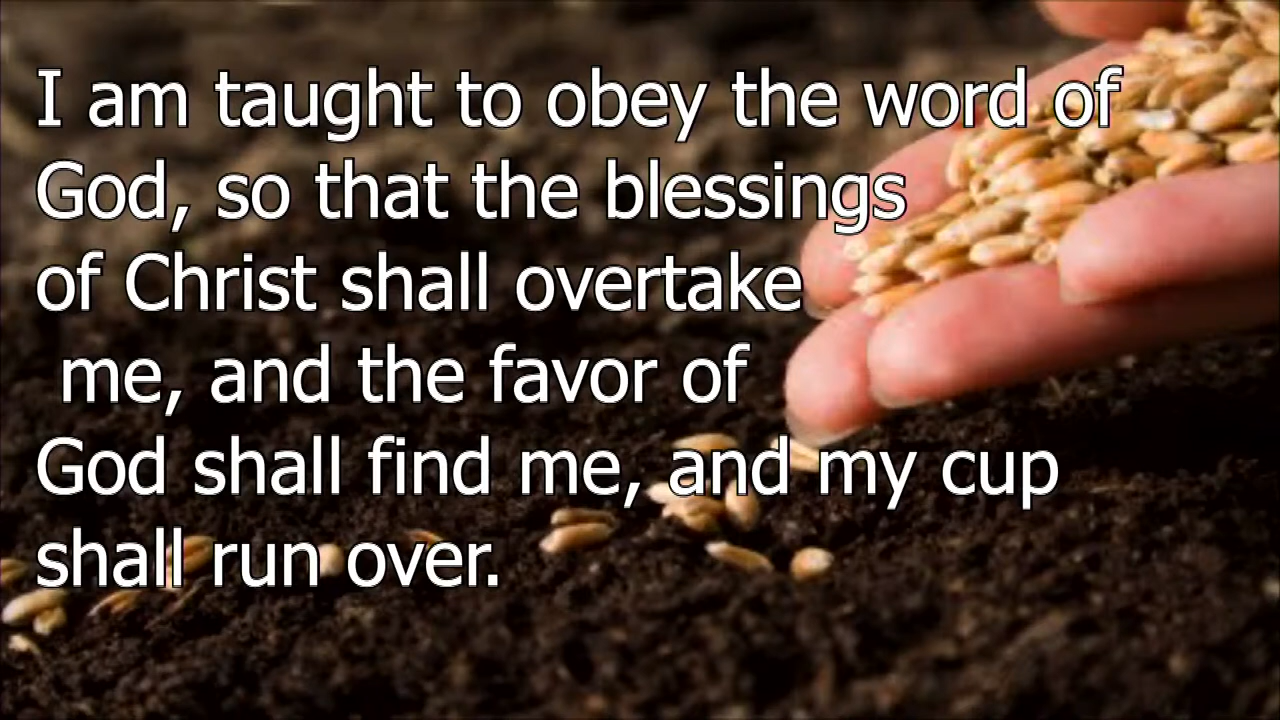 I am taught to obey the word of
God, so that the blessings
of Christ shall overtake
me, and the favor of
God shall find me, and my cup
shall run over.